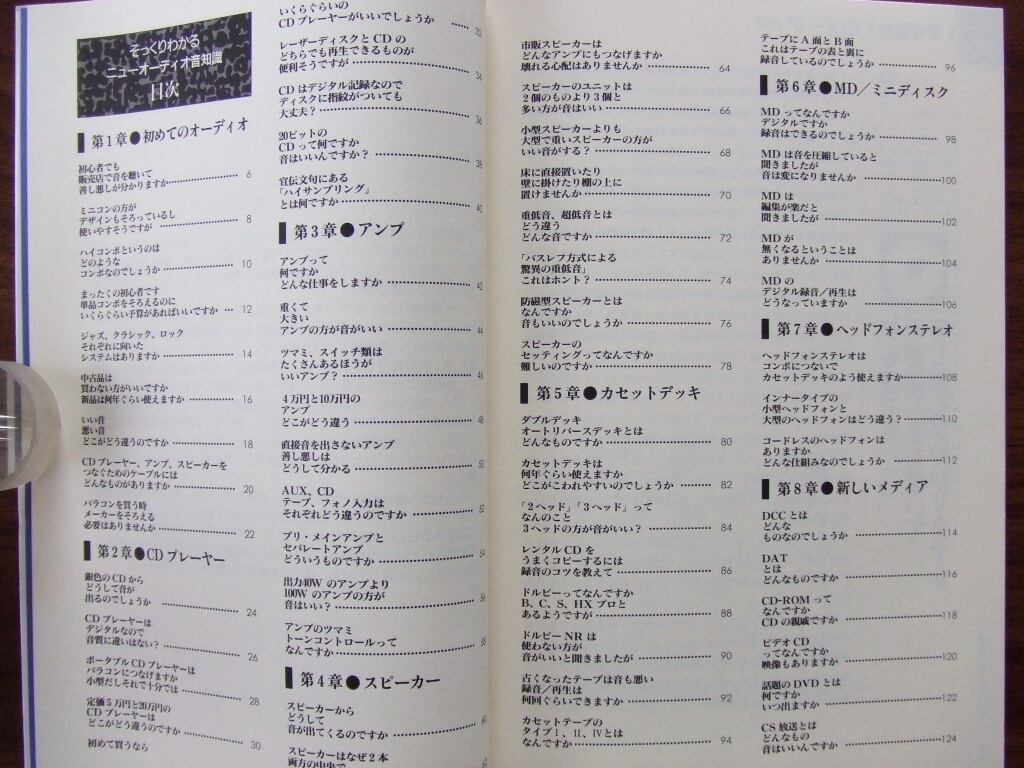 そっくりわかる
ニューオーディオ音知識
目次
第1章●初めてのオーディオ
初心者でも
販売店で音を聴いて
善し悪しが分かりますか………………… 6
ミニコンの方が
デザインもそろっているし
使いやすそうですが………………… 8
ハイコンポというのは
どのような
コンポなのでしょうか………………… 10
まったくの初心者です
単品コンポをそろえるのに
いくらぐらい予算があればいいですか… 12
ジャズ、クラシック、ロック
それぞれに向いた
システムはありますか………………… 14
中古品は
買わない方がいいですか
新品は何年ぐらい使えますか………… 16
いい音
悪い音
どこがどう違うのですか……………… 18
CDプレーヤー、アンプ、スピーカーを
つなぐためのケーブルには
どんなものがありますか……………… 20
バラコンを買う時
メーカーをそろえる
必要はありませんか………………… 22
第2章●CDプレーヤー
銀色のCDから
どうして音が
出るのでしょうか………………… 24
CDプレーヤーは
デジタルなので
音質に違いはない?………………… 26
ポータブルCDプレーヤーは
バラコンにつなげますか
小型だしそれで十分では……………… 28
定価5万円と20万円の
CDプレーヤーは
どこがどう違うのですか……………… 30
初めて買うなら
いくらぐらいの
CDプレーヤーがいいでしょうか…… 32
レーザーディスクとCDの
どちらでも再生できるものが
便利そうですが………………… 34
CDはデジタル記録なので
ディスクに指紋がついても
大丈夫?………………… 36
20ビットの
CDって何ですか
音はいいんですか?………………… 38
宣伝文句にある
「ハイサンプリング」
とは何ですか………………… 40
第3章●アンプ
アンプって
何ですか
どんな仕事をしますか……………… 42
重くて
大きい
アンプの方が音がいい……………… 44
ツマミ、スイッチ類は
たくさんあるほうが
いいアンプ?………………… 46
4万円と10万円の
アンプ
どこがどう違う………………… 48
直接音を出さないアンプ
善し悪しは
どうして分かる………………… 50
AUX、CD
テープ、フォノ入力は
それぞれどう違うのですか………… 52
プリ・メインアンプと
セパレートアンプ
どういうものですか………………… 54
出力40Wのアンプより
100Wのアンプの方が
音はいい?………………… 56
アンプのツマミ
トーンコントロールって
なんですか………………… 58
第4章●スピーカー
スピーカーから
どうして
音が出てくるのですか……………… 60
スピーカーはなぜ2本
両方の中央で
市販スピーカーは
どんなアンプにもつなげますか
壊れる心配はありませんか………… 64
スピーカーのユニットは
2個のものより3個と
多い方が音はいい………………… 66
小型スピーカーよりも
大型で重いスピーカーの方が
いい音がする?………………… 68
床に直接置いたり
壁に掛けたり棚の上に
置けませんか………………… 70
重低音、超低音とは
どう違う
どんな音ですか………………… 72
「バスレフ方式による
驚異の重低音」
これはホント?………………… 74
防磁型スピーカーとは
なんですか
音もいいのでしょうか……………… 76
スピーカーの
セッティングってなんですか
難しいのですか………………… 78
第5章●カセットデッキ
ダブルデッキ
オートリバースデッキとは
どんなものですか………………… 80
カセットデッキは
何年ぐらい使えますか
どこがこわれやすいのでしょうか…… 82
「2ヘッド」「3ヘッド」って
なんのこと
3ヘッドの方が音がいい?………… 84
レンタルCDを
うまくコピーするには
録音のコツを教えて………………… 86
ドルビーってなんですか
B、C、S、HXプロと
あるようですが………………… 88
ドルビーNRは
使わない方が
音がいいと聞きましたが…………… 90
古くなったテープは音も悪い
録音/再生は
何回ぐらいできますか……………… 92
カセットテープの
タイプⅠ、Ⅱ、Ⅳとは
なんですか………………… 94
テープにA面とB面
これはテープの表と裏に
録音しているのでしょうか………… 96
第6章●MD/ミニディスク
MDってなんですか
デジタルですか
録音はできるのでしょうか………… 98
MDは音を圧縮していると
聞きましたが
音は変になりませんか……………… 100
MDは
編集が楽だと
聞きましたが………………… 102
MDが
無くなるということは
ありませんか………………… 104
MDの
デジタル録音/再生は
どうなっていますか………………… 106
第7章●ヘッドフォンステレオ
ヘッドフォンステレオは
コンポにつないで
カセットデッキのよう使えますか…… 108
インナータイプの
小型ヘッドフォンと
大型のヘッドフォンはどう違う?…… 110
コードレスのヘッドフォンは
ありますか
どんな仕組みなのでしょうか……… 112
第8章●新しいメディア
DCCとは
どんな
ものなのでしょうか………………… 114
DAT
とは
どんなものですか………………… 116
CD-ROMって
なんですか
CDの親戚ですか………………… 118
ビデオCD
ってなんですか
映像もありますか………………… 120
話題のDVDとは
何ですか
いつ出ますか………………… 122
CS放送とは
どんなもの
音はいいんですか………………… 124